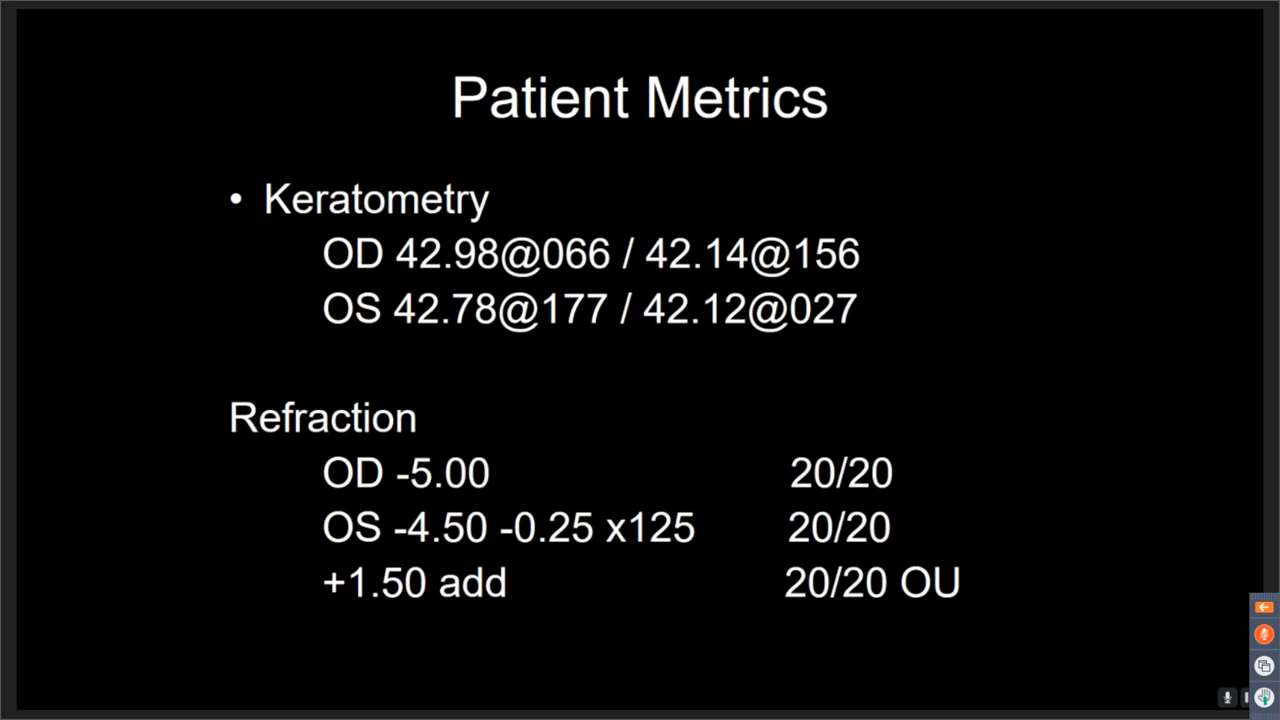 Patient Metrics
• Keratometry
OD 42.98@066 / 42.14@156
OS 42.78@177 / 42.12@027
Refraction
OD -5.00 20/20
OS -4.50 -0.25 x125 20/20
+1.50 add 20/20 OU